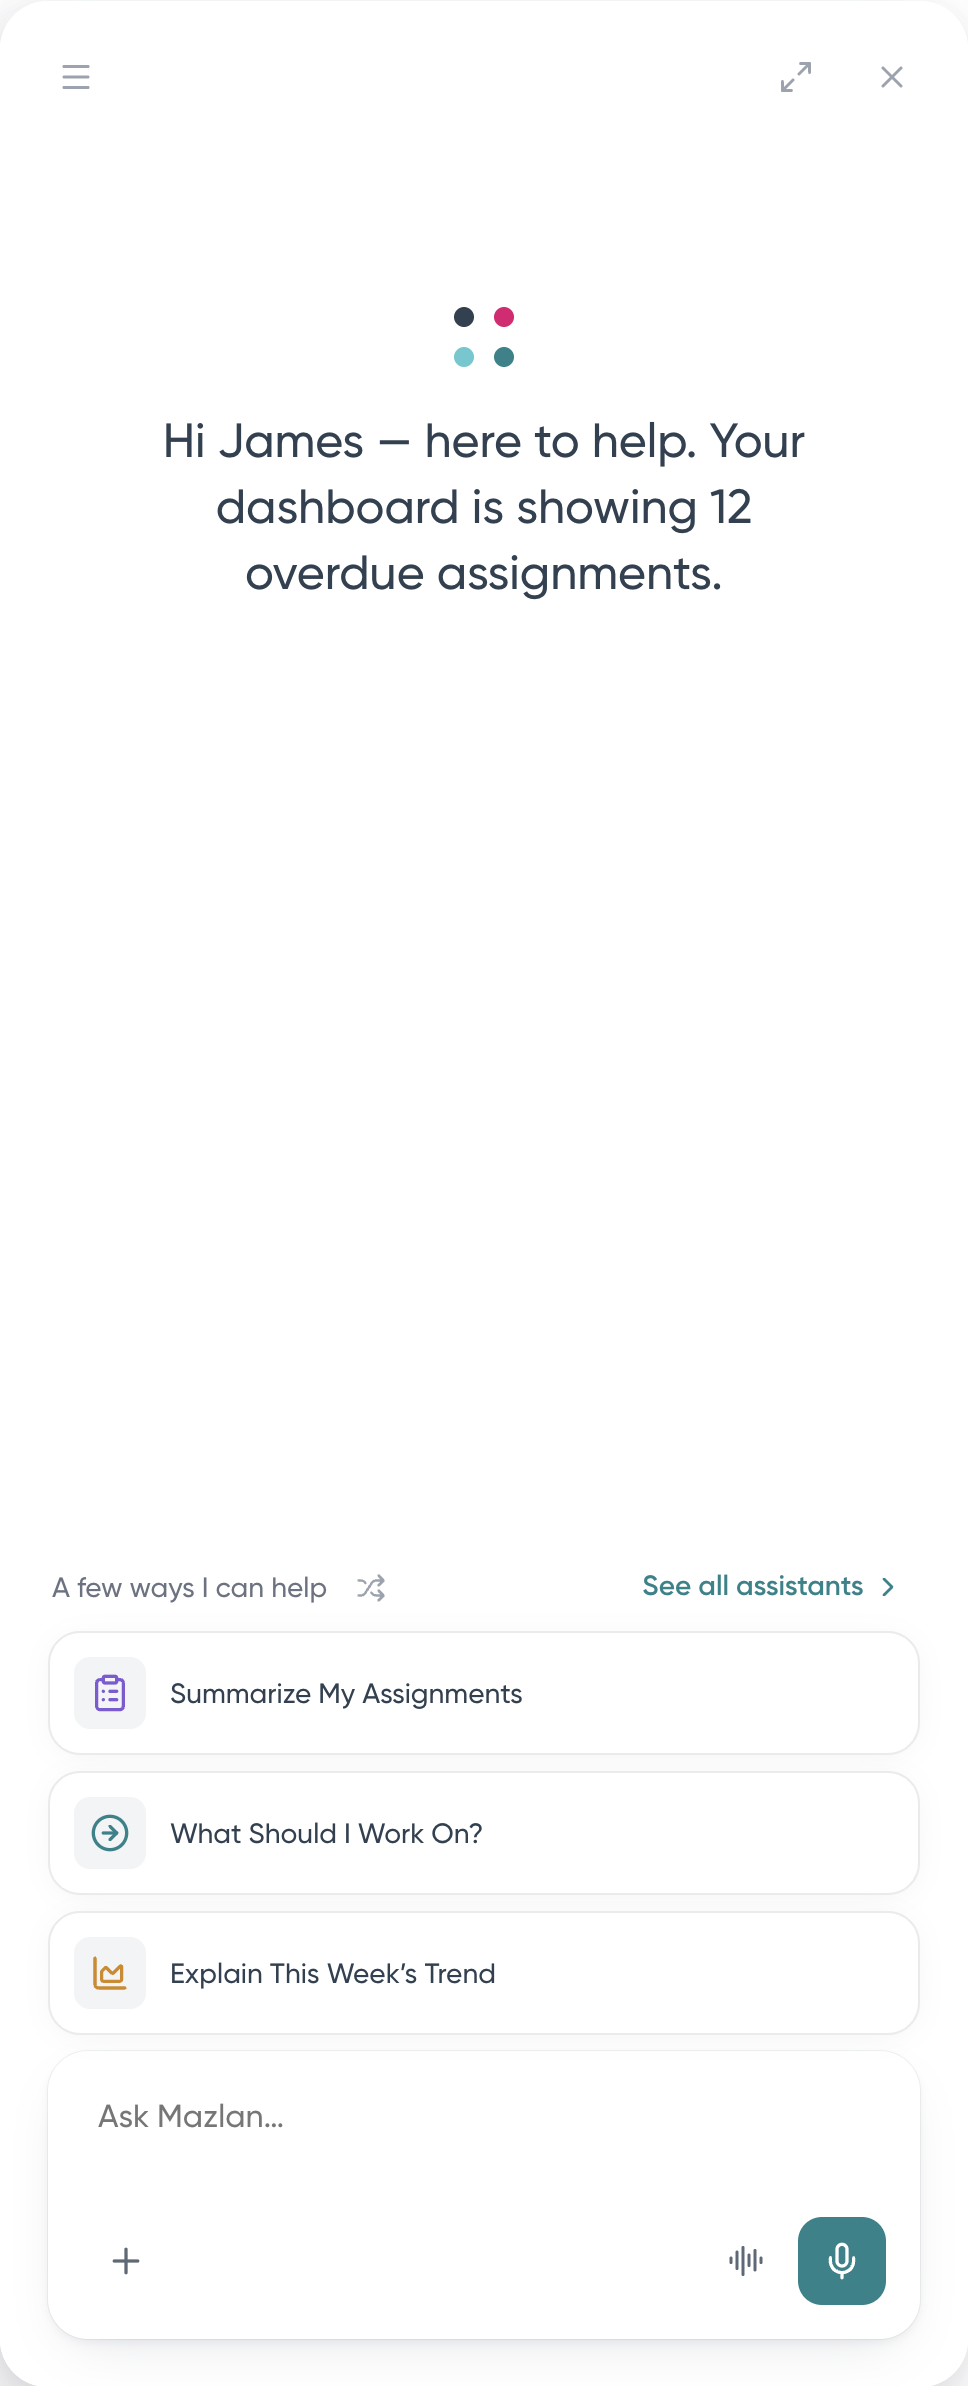 Hi James — here to help. Your
dashboard is showing 12
overdue assignments.
A few ways I can help
See all assistants
Summarize My Assignments
What Should I Work On?
Explain This Week’s Trend
Ask Mazlan...